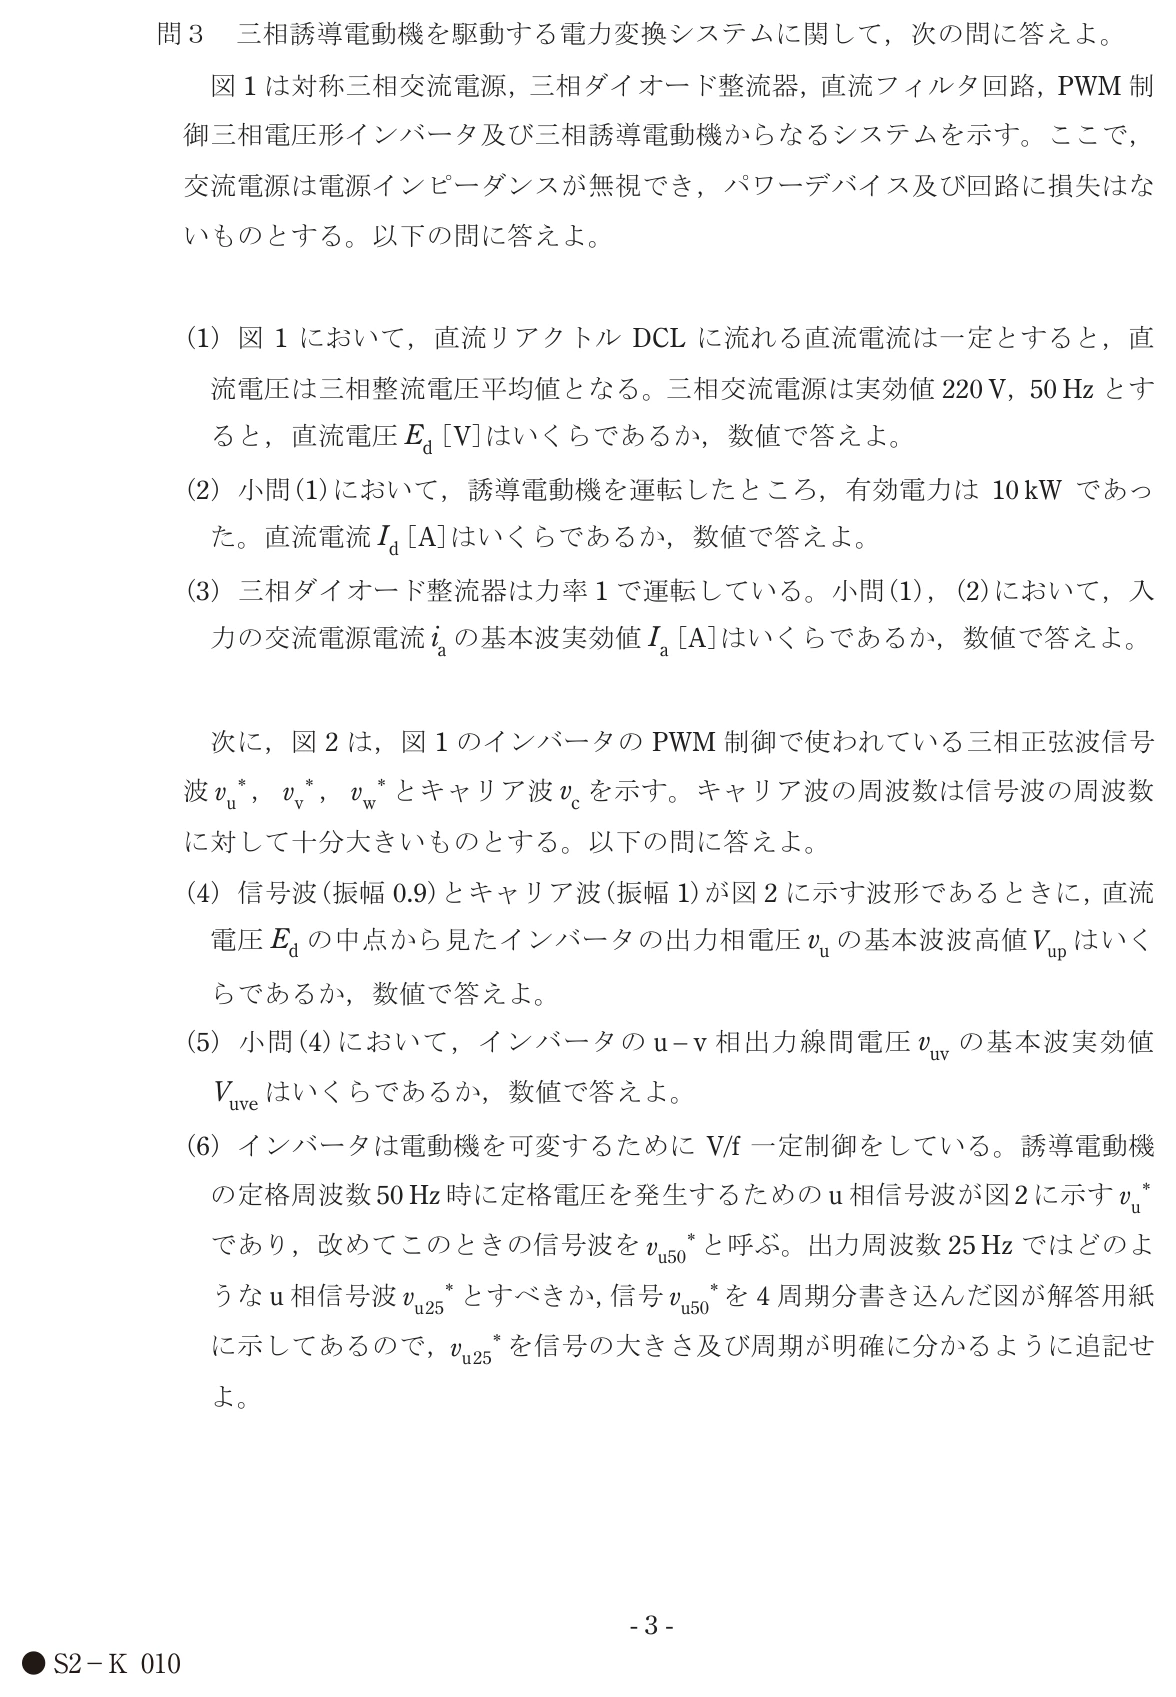 問3 三相誘導電動機を駆動する電力変換システムに関して，次の問に答えよ。
図1は対称三相交流電源，三相ダイオード整流器，直流フィルタ回路，PWM制
御三相電圧形インバータ及び三相誘導電動機からなるシステムを示す。ここで，
交流電源は電源インピーダンスが無視でき，パワーデバイス及び回路に損失はな
いものとする。以下の問に答えよ。
(1) 図1において，直流リアクトル DCL に流れる直流電流は一定とすると，直
流電圧は三相整流電圧平均値となる。三相交流電源は実効値220 V，50 Hzとす
ると，直流電圧 Ed [V]はいくらであるか，数値で答えよ。
(2) 小問(1)において，誘導電動機を運転したところ，有効電力は 10 kW であっ
た。直流電流 Id [A]はいくらであるか，数値で答えよ。
(3) 三相ダイオード整流器は力率1で運転している。小問(1)，(2)において，入
力の交流電源電流 ia の基本波実効値 Ia [A]はいくらであるか，数値で答えよ。
次に，図2は，図1のインバータの PWM 制御で使われている三相正弦波信号
波 vu*， vv*， vw* とキャリア波 vc を示す。キャリア波の周波数は信号波の周波数
に対して十分大きいものとする。以下の問に答えよ。
(4) 信号波(振幅 0.9)とキャリア波(振幅 1)が図2に示す波形であるときに，直流
電圧 Ed の中点から見たインバータの出力相電圧 vu の基本波波高値 Vup はいく
らであるか，数値で答えよ。
(5) 小問(4)において，インバータの u－v 相出力線間電圧 vuv の基本波実効値
Vuve はいくらであるか，数値で答えよ。
(6) インバータは電動機を可変するために V/f 一定制御をしている。誘導電動機
の定格周波数50 Hz時に定格電圧を発生するためのu相信号波が図2に示す vu*
であり，改めてこのときの信号波を vu50* と呼ぶ。出力周波数25 Hzではどのよ
うなu相信号波 vu25* とすべきか，信号 vu50* を4周期分書き込んだ図が解答用紙
に示してあるので，vu25* を信号の大きさ及び周期が明確に分かるように追記せ
よ。
- 3 -
●S2－K 010